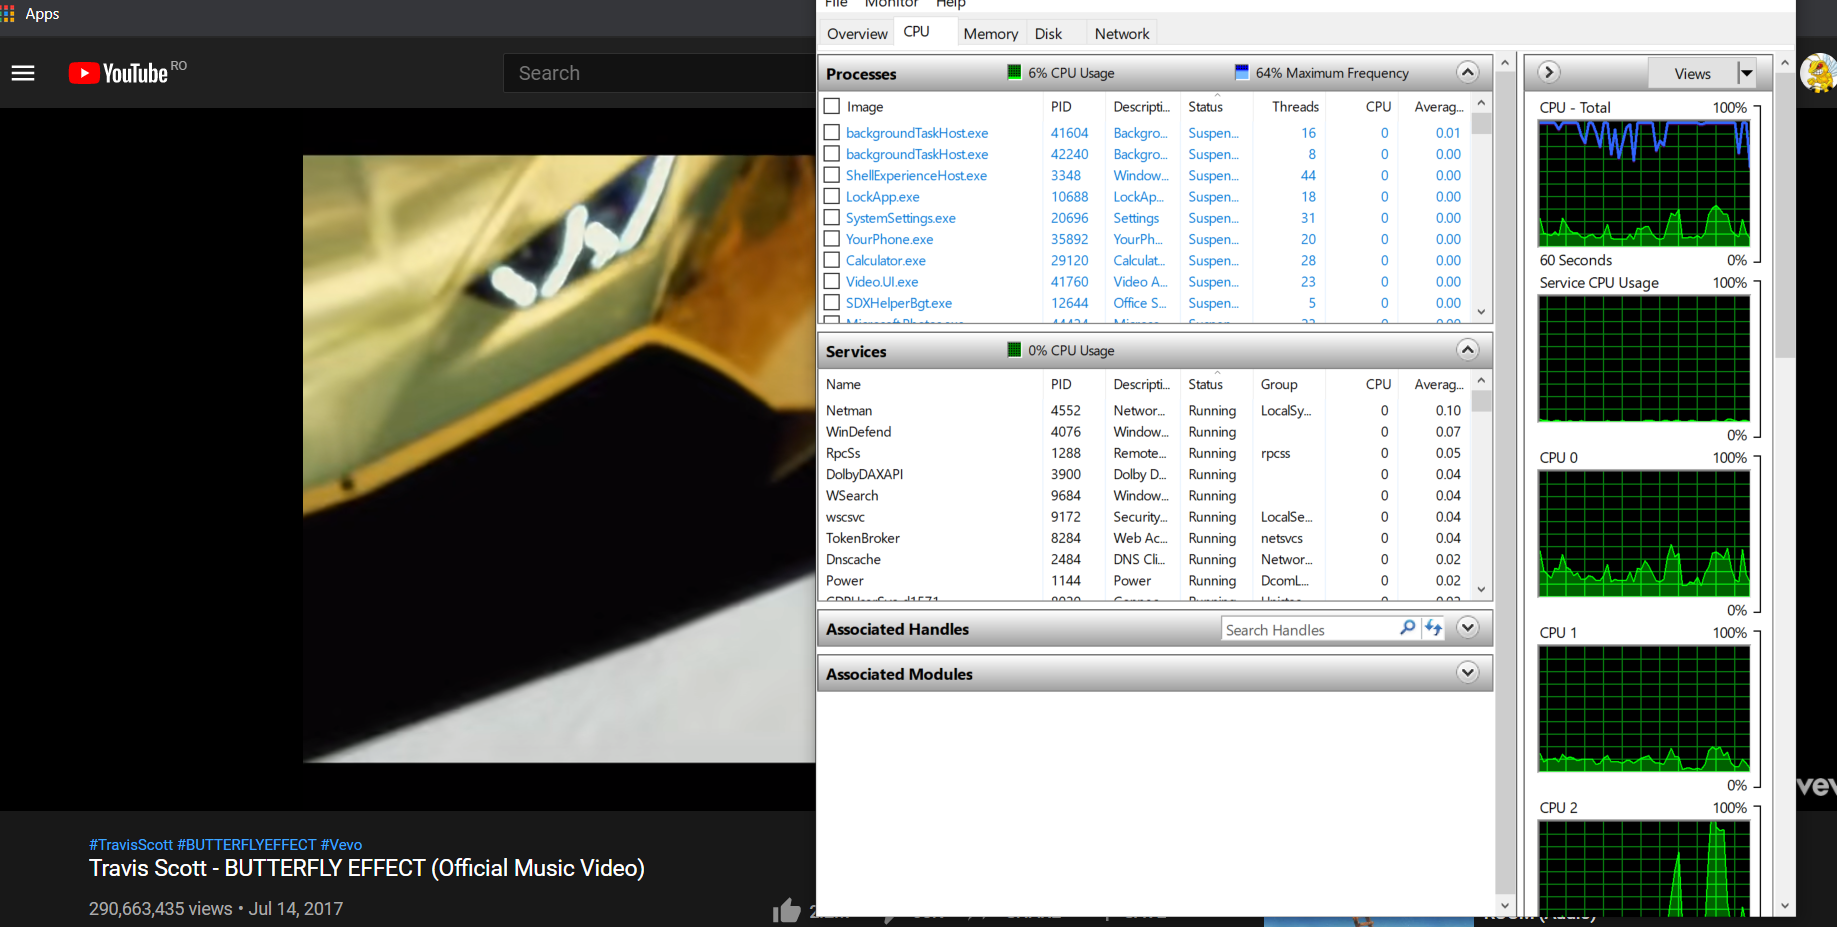 Apps
YouTube RO
Search
#TravisScott #BUTTERFLYEFFECT #Vevo
Travis Scott - BUTTERFLY EFFECT (Official Music Video)
290,663,435 views • Jul 14, 2017
File Monitor Help
Overview CPU Memory Disk Network
Processes 6% CPU Usage 64% Maximum Frequency
Image PID Descripti... Status Threads CPU Averag...
backgroundTaskHost.exe 41604 Backgro... Suspen... 16 0 0.01
backgroundTaskHost.exe 42240 Backgro... Suspen... 8 0 0.00
ShellExperienceHost.exe 3348 Window... Suspen... 44 0 0.00
LockApp.exe 10688 LockAp... Suspen... 18 0 0.00
SystemSettings.exe 20696 Settings Suspen... 31 0 0.00
YourPhone.exe 35892 YourPh... Suspen... 20 0 0.00
Calculator.exe 29120 Calculat... Suspen... 28 0 0.00
Video.UI.exe 41760 Video A... Suspen... 23 0 0.00
SDXHelperBgt.exe 12644 Office S... Suspen... 5 0 0.00
Services 0% CPU Usage
Name PID Descripti... Status Group CPU Averag...
Netman 4552 Networ... Running LocalSy... 0 0.10
WinDefend 4076 Window... Running 0 0.07
RpcSs 1288 Remote... Running rpcss 0 0.05
DolbyDAXAPI 3900 Dolby D... Running 0 0.04
WSearch 9684 Window... Running 0 0.04
wscsvc 9172 Security... Running LocalSe... 0 0.04
TokenBroker 8284 Web Ac... Running netsvcs 0 0.04
Dnscache 2484 DNS Cli... Running Networ... 0 0.02
Power 1144 Power Running DcomL... 0 0.02
Associated Handles Search Handles
Associated Modules
Views
CPU - Total 100%
60 Seconds 0%
Service CPU Usage 100%
0%
CPU 0 100%
0%
CPU 1 100%
0%
CPU 2 100%
vev